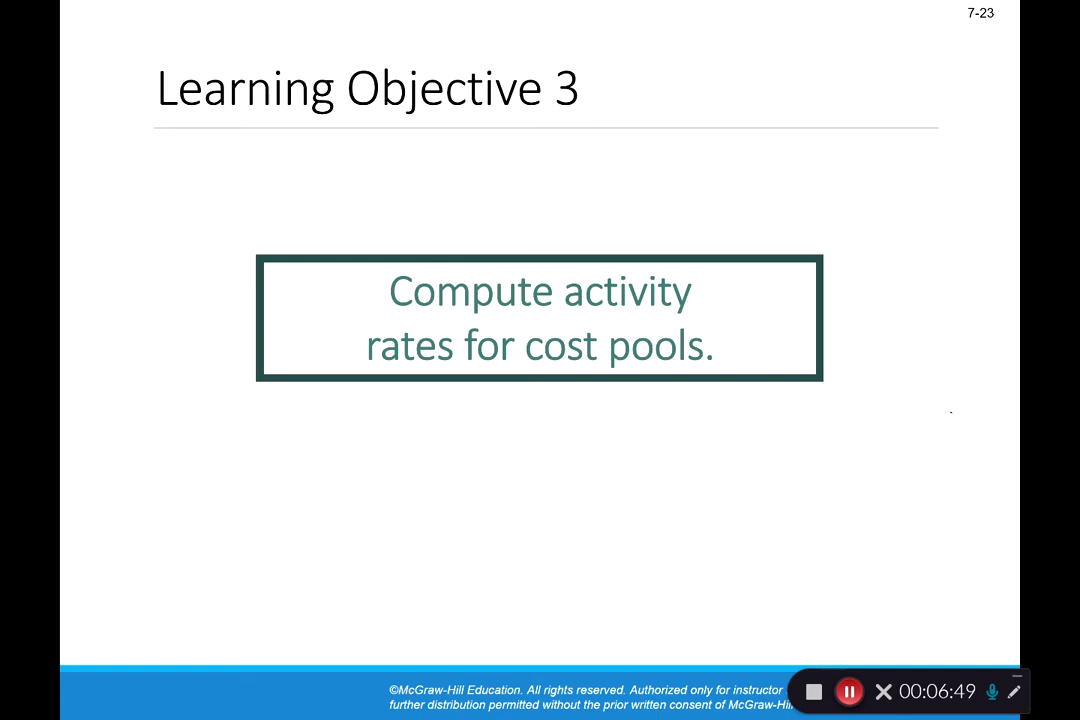 7-23
Learning Objective 3
Compute activity
rates for cost pools.
©McGraw-Hill Education. All rights reserved. Authorized only for instructor
further distribution permitted without the prior written consent of McGraw-Hill
00:06:49